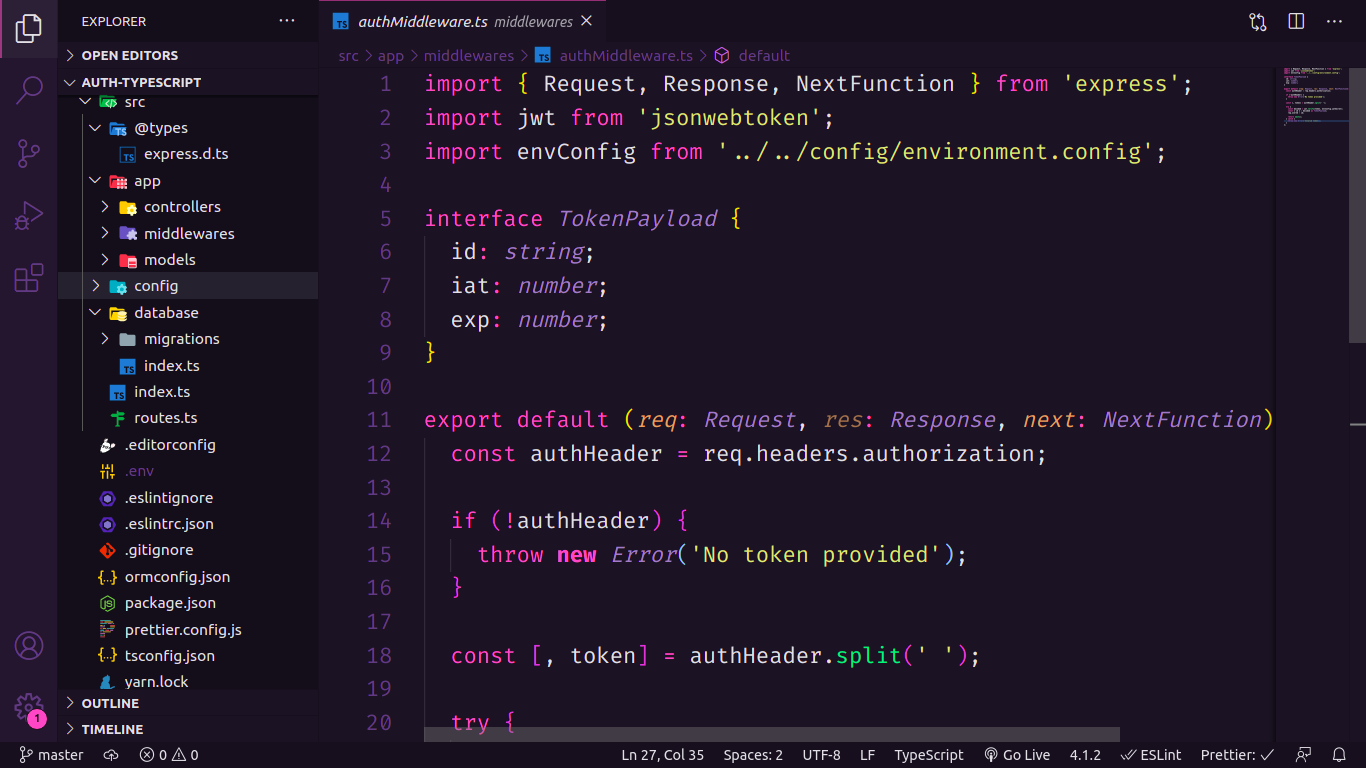 EXPLORER
OPEN EDITORS
AUTH-TYPESCRIPT
src
@types
express.d.ts
app
controllers
middlewares
models
config
database
migrations
index.ts
index.ts
routes.ts
.editorconfig
.env
.eslintignore
.eslintrc.json
.gitignore
ormconfig.json
package.json
prettier.config.js
tsconfig.json
yarn.lock
OUTLINE
TIMELINE
1
authMiddleware.ts middlewares
src > app > middlewares > authMiddleware.ts > default
1 import { Request, Response, NextFunction } from 'express';
2 import jwt from 'jsonwebtoken';
3 import envConfig from '../../config/environment.config';
4
5 interface TokenPayload {
6 id: string;
7 iat: number;
8 exp: number;
9 }
10
11 export default (req: Request, res: Response, next: NextFunction)
12 const authHeader = req.headers.authorization;
13
14 if (!authHeader) {
15 throw new Error('No token provided');
16 }
17
18 const [, token] = authHeader.split(' ');
19
20 try {
master 0 0 Ln 27, Col 35 Spaces: 2 UTF-8 LF TypeScript Go Live 4.1.2 ESLint Prettier: ✓